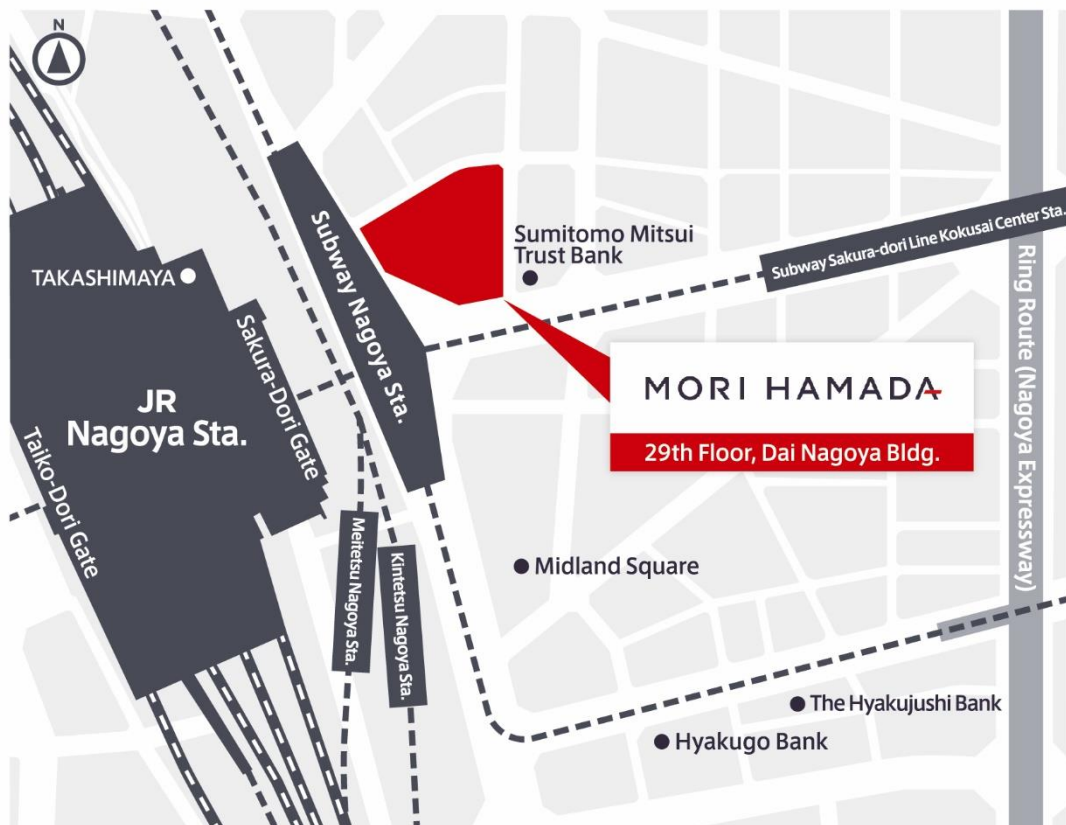 N
TAKASHIMAYA
JR
Nagoya Sta.
Sakura-Dori Gate
Taiko-Dori Gate
Subway Nagoya Sta.
Sumitomo Mitsui
Trust Bank
Subway Sakura-dori Line Kokusai Center Sta.
Ring Route (Nagoya Expressway)
MORI HAMADA
29th Floor, Dai Nagoya Bldg.
Meitetsu Nagoya Sta.
Kintetsu Nagoya Sta.
Midland Square
The Hyakujushi Bank
Hyakugo Bank